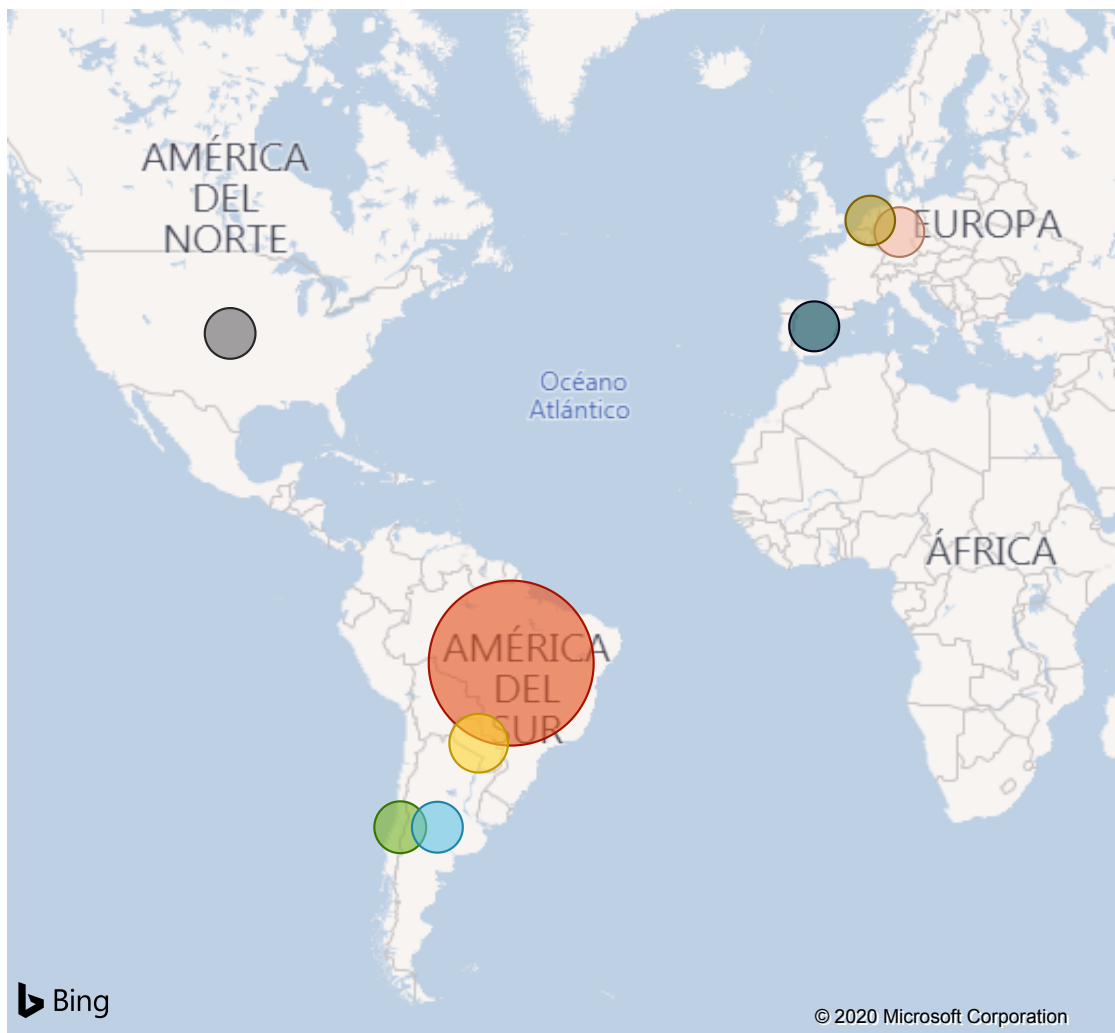 AMÉRICA
DEL
NORTE
EUROPA
Océano
Atlántico
ÁFRICA
AMÉRICA
DEL
SUR
Bing
© 2020 Microsoft Corporation